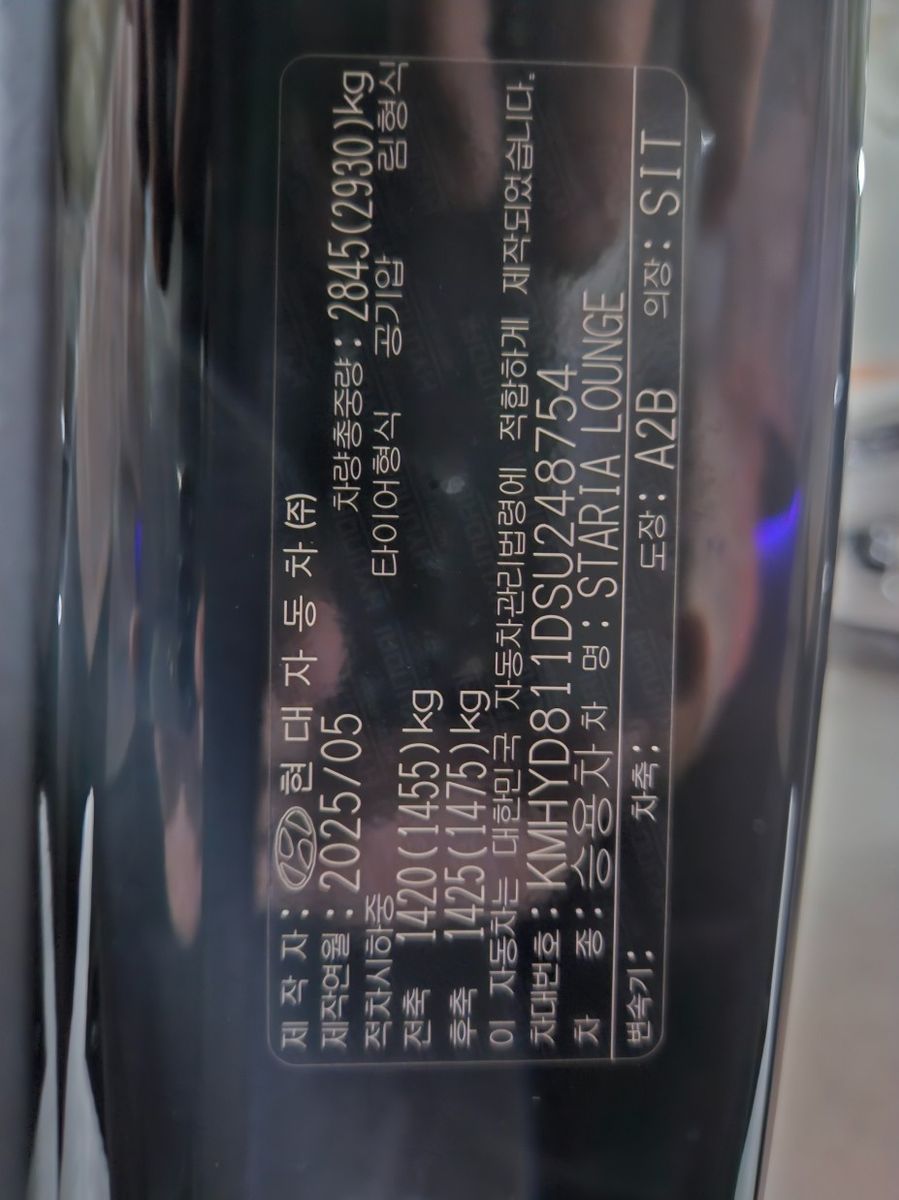 제 작 자 : 현 대 자 동 차 (주)
제작연월 : 2025/05 차량총중량 : 2845(2930)kg
적차시하중 타이어형식 공기압 림형식
전축 1420(1455)kg
후축 1425(1475)kg
이 자동차는 대한민국 자동차관리법령에 적합하게 제작되었습니다.
차대번호 : KMHYD811DSU248754
차 종 : 승용차 차 명 : STARIA LOUNGE
변속기: 차축: 도장: A2B 의장: SIT